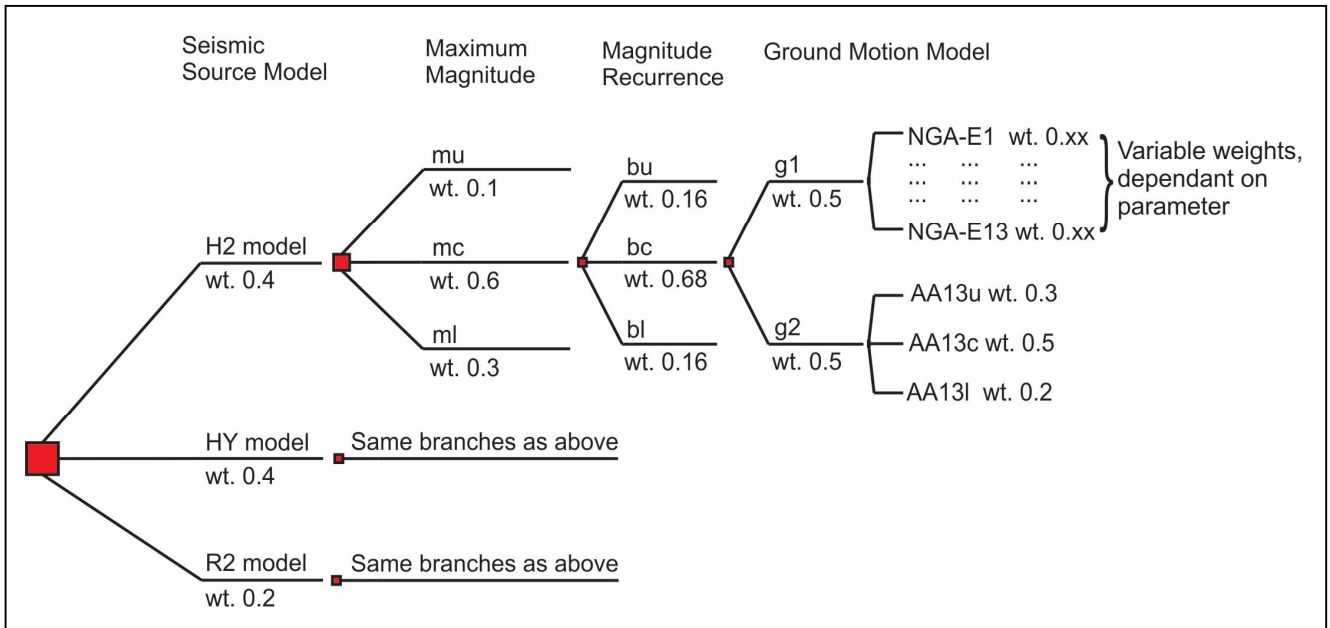 Seismic
Source Model
Maximum
Magnitude
Magnitude
Recurrence
Ground Motion Model
H2 model
wt. 0.4
mu
wt. 0.1
mc
wt. 0.6
ml
wt. 0.3
bu
wt. 0.16
bc
wt. 0.68
bl
wt. 0.16
g1
wt. 0.5
g2
wt. 0.5
NGA-E1 wt. 0.xx
... ... ...
... ... ...
... ... ...
NGA-E13 wt. 0.xx
Variable weights,
dependant on
parameter
AA13u wt. 0.3
AA13c wt. 0.5
AA13l wt. 0.2
HY model
wt. 0.4
Same branches as above
R2 model
wt. 0.2
Same branches as above